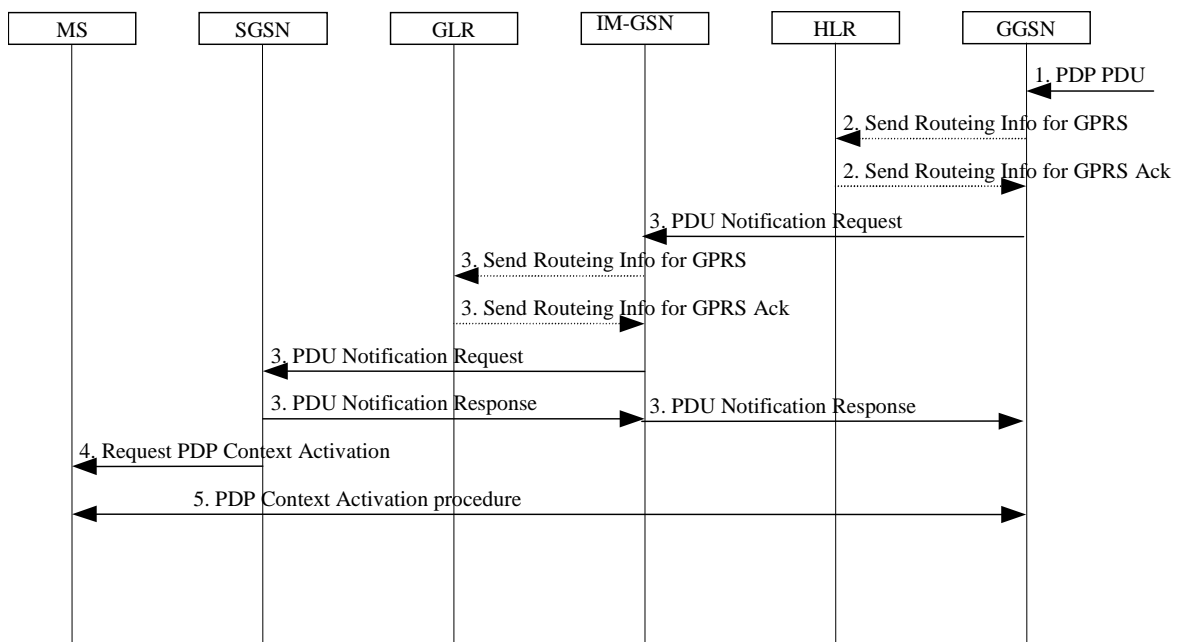 MS SGSN GLR IM-GSN HLR GGSN
1. PDP PDU
2. Send Routeing Info for GPRS
2. Send Routeing Info for GPRS Ack
3. PDU Notification Request
3. Send Routeing Info for GPRS
3. Send Routeing Info for GPRS Ack
3. PDU Notification Request
3. PDU Notification Response 3. PDU Notification Response
4. Request PDP Context Activation
5. PDP Context Activation procedure